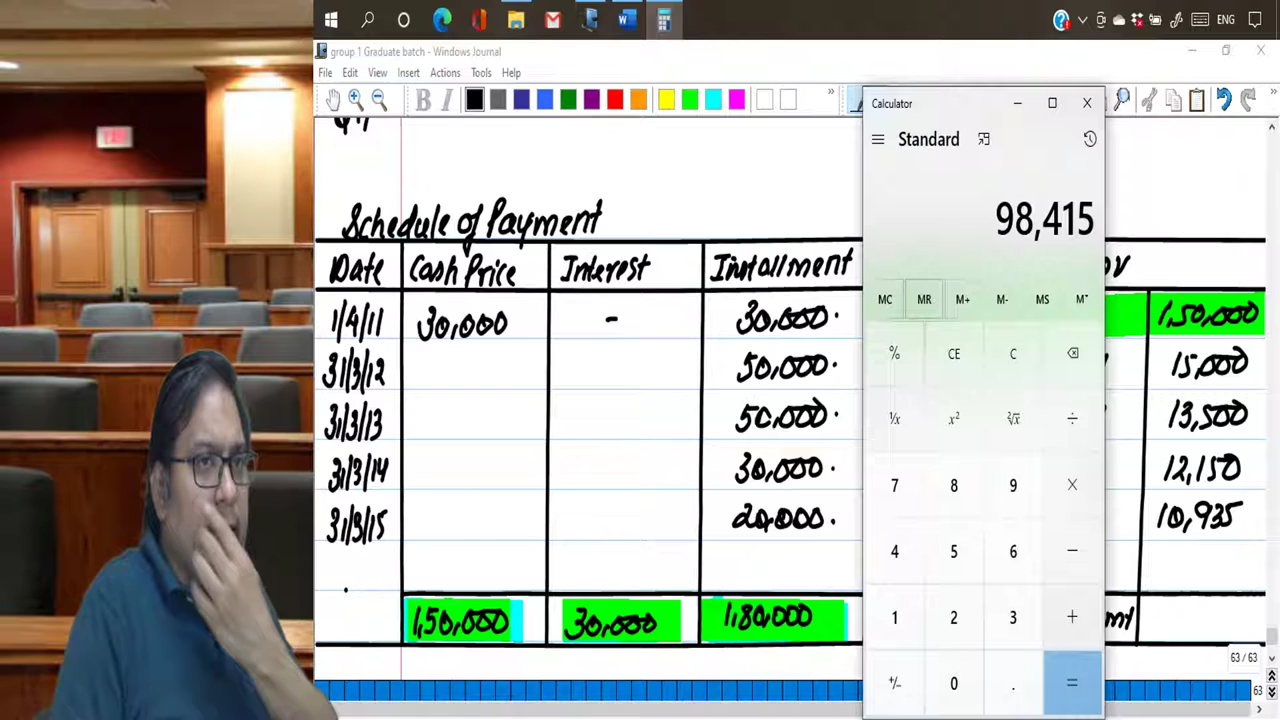 ENG
group 1 Graduate batch - Windows Journal
File Edit View Insert Actions Tools Help
Calculator
Standard
98,415
MC MR M+ M- MS
% CE C
7 8 9 ×
4 5 6 −
1 2 3 +
+/- 0 . =
Schedule of Payment
Date Cash Price Interest Installment
1/4/11 30,000 - 30,000 1,50,000
31/3/12 50,000 15,000
31/3/13 50,000 13,500
31/3/14 30,000 12,150
31/3/15 20,000 10,935
1,50,000 30,000 1,80,000
63 / 63
63